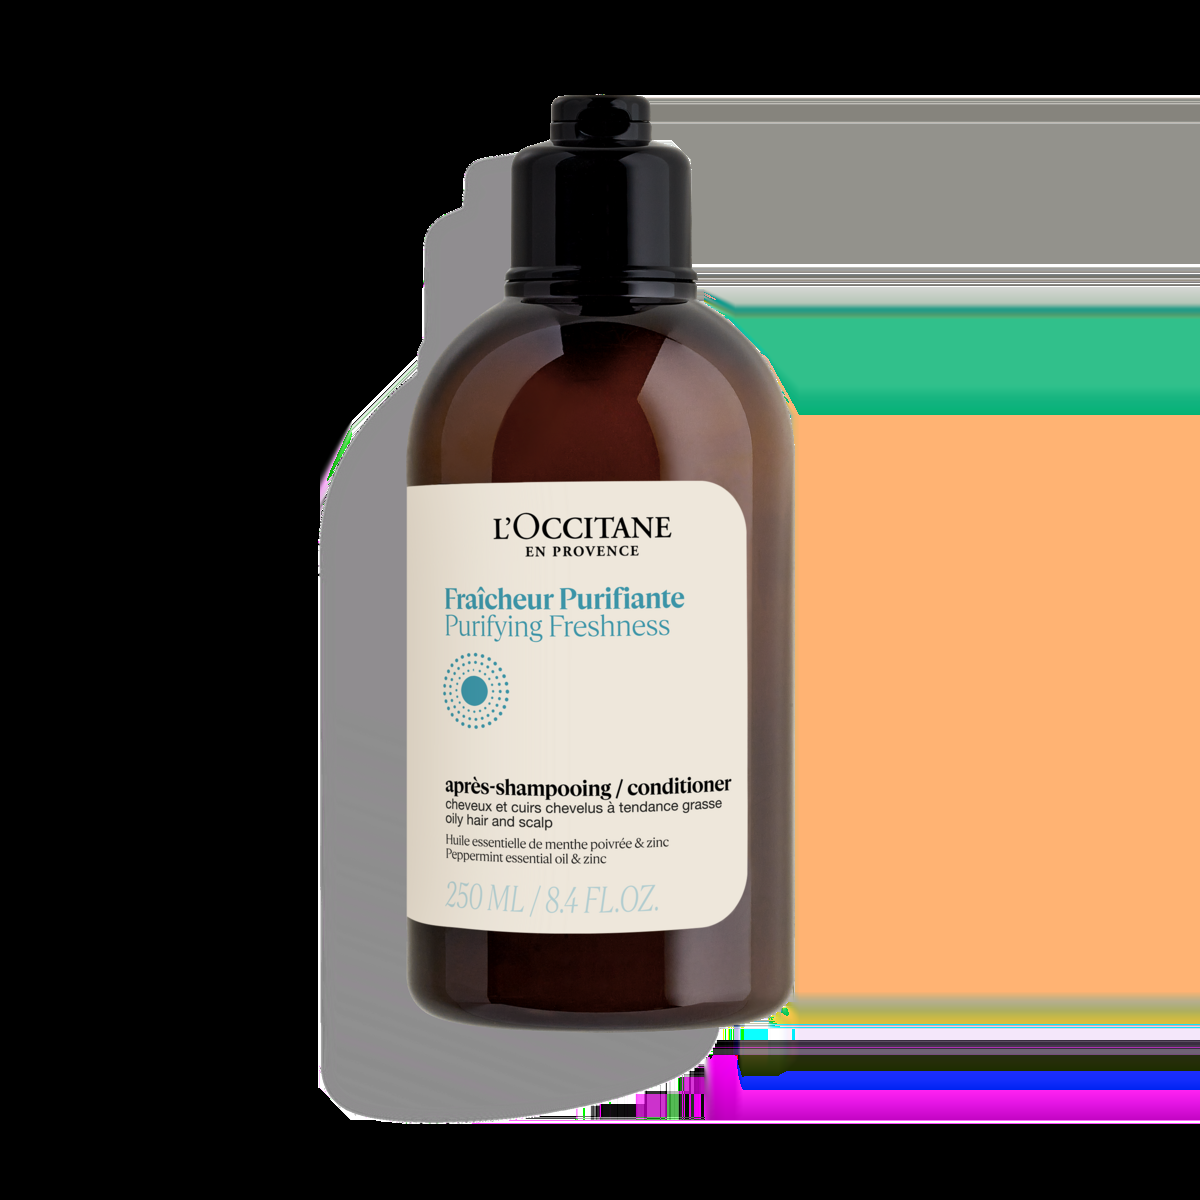 L'OCCITANE
EN PROVENCE
Fraîcheur Purifiante
Purifying Freshness
après-shampooing / conditioner
cheveux et cuirs chevelus à tendance grasse
oily hair and scalp
Huile essentielle de menthe poivrée & zinc
Peppermint essential oil & zinc
250 ML / 8.4 FL.OZ.